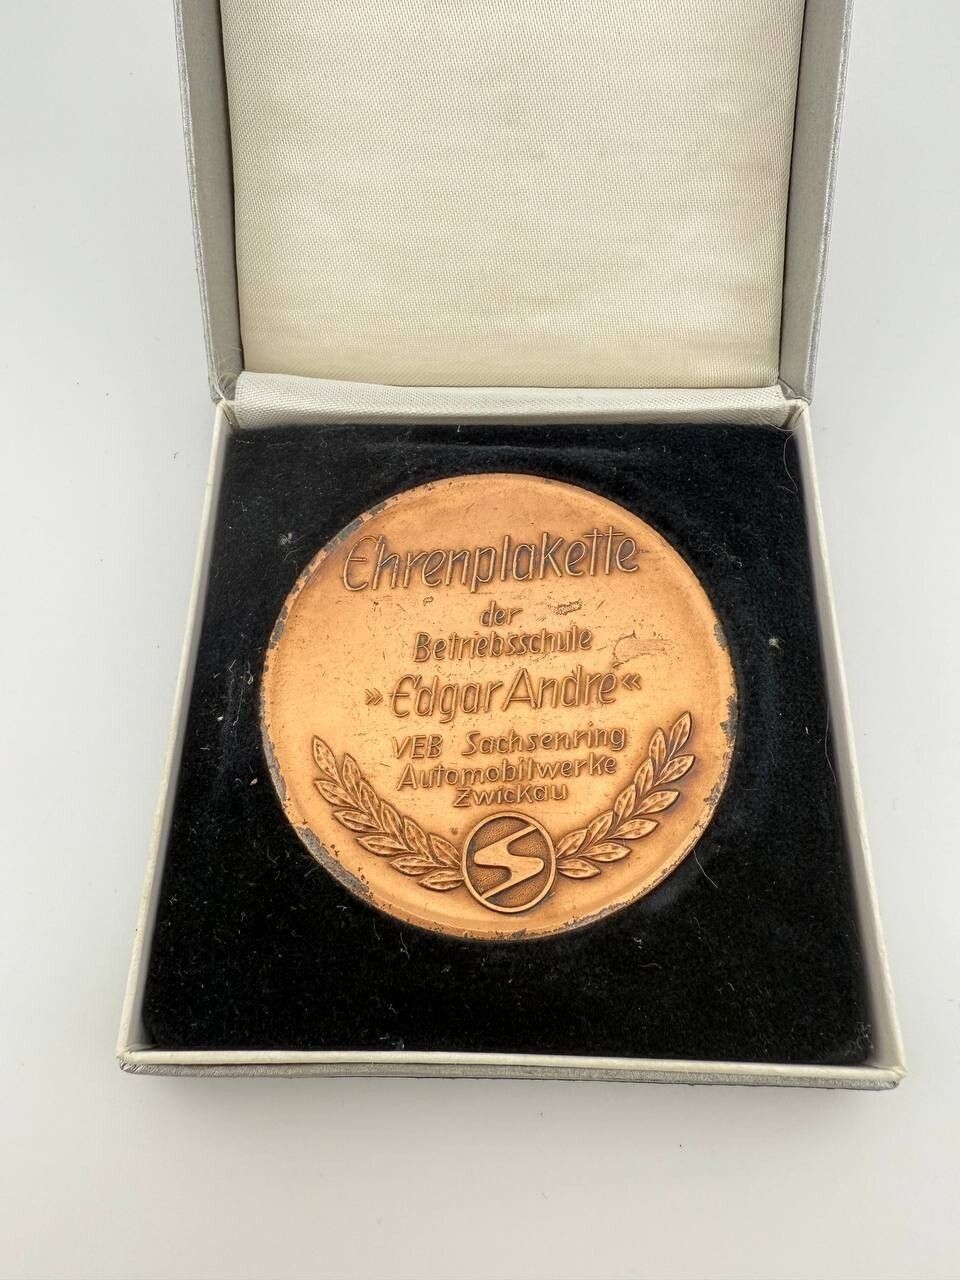 Ehrenplakette
der
Betriebsschule
»Edgar André«
VEB Sachsenring
Automobilwerke
Zwickau